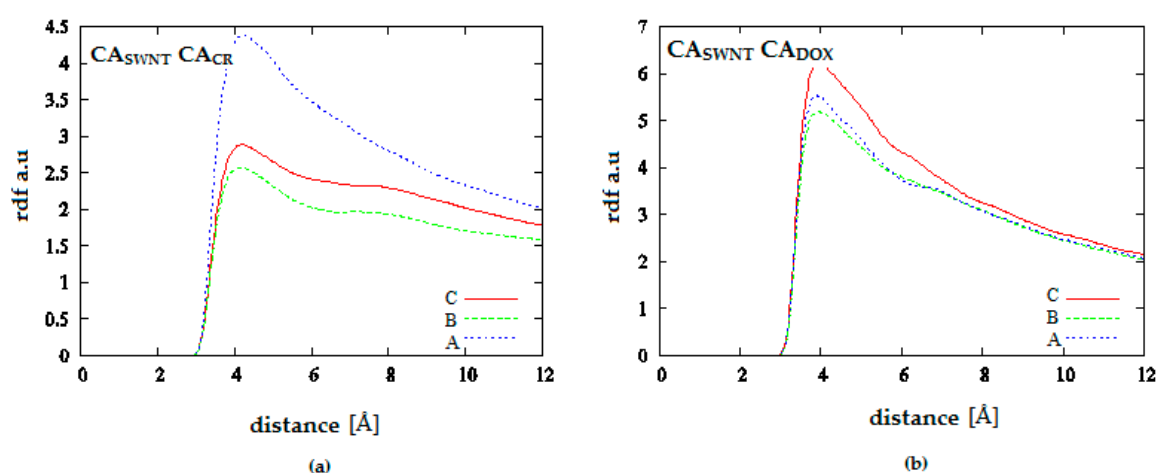 CA_SWNT CA_CR
rdf a.u
4.5
4
3.5
3
2.5
2
1.5
1
0.5
0
0 2 4 6 8 10 12
C
B
A
distance [Å]
(a)
CA_SWNT CA_DOX
rdf a.u
7
6
5
4
3
2
1
0
0 2 4 6 8 10 12
C
B
A
distance [Å]
(b)